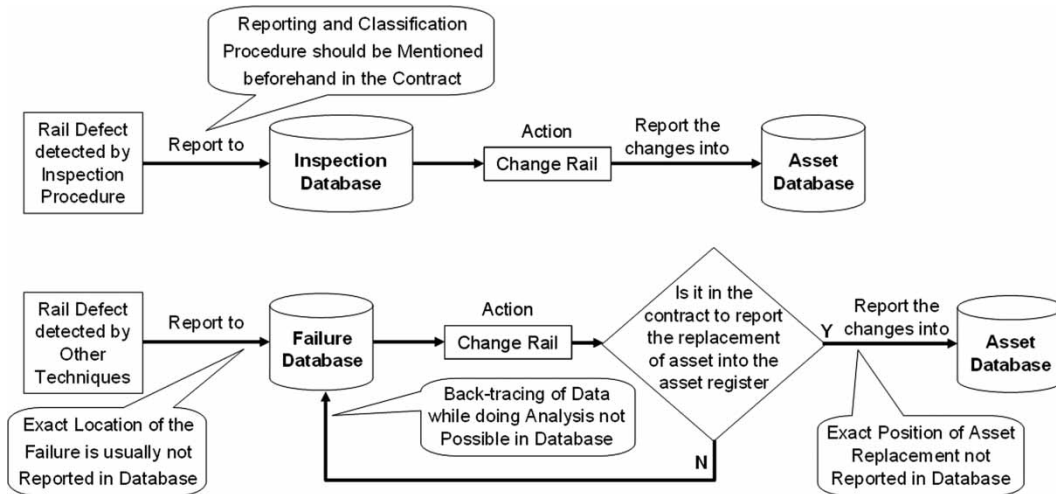 Reporting and Classification
Procedure should be Mentioned
beforehand in the Contract
Rail Defect
detected by
Inspection
Procedure
Report to
Inspection
Database
Action
Change Rail
Report the
changes into
Asset
Database
Rail Defect
detected by
Other
Techniques
Report to
Failure
Database
Action
Change Rail
Is it in the
contract to report
the replacement
of asset into the
asset register
Y
Report the
changes into
Asset
Database
Exact Location of the
Failure is usually not
Reported in Database
Back-tracing of Data
while doing Analysis not
Possible in Database
N
Exact Position of Asset
Replacement not
Reported in Database